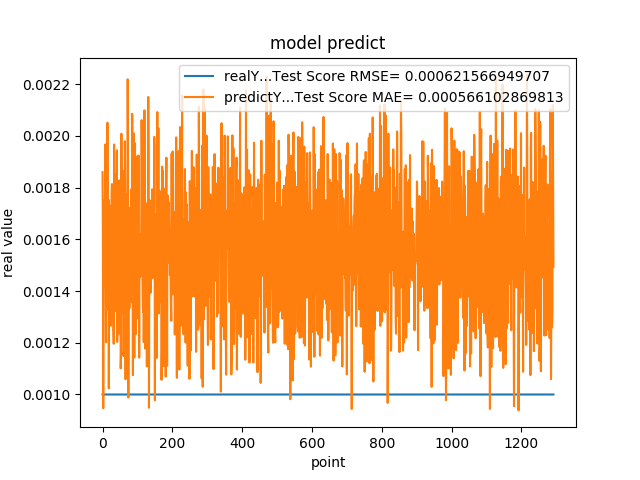 model predict
realY...Test Score RMSE= 0.000621566949707
predictY...Test Score MAE= 0.000566102869813
0.0022
0.0020
0.0018
0.0016
0.0014
0.0012
0.0010
real value
0 200 400 600 800 1000 1200
point